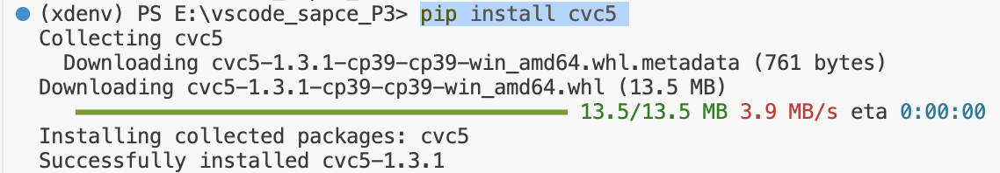 (xdenv) PS E:\vscode_sapce_P3> pip install cvc5
Collecting cvc5
  Downloading cvc5-1.3.1-cp39-cp39-win_amd64.whl.metadata (761 bytes)
Downloading cvc5-1.3.1-cp39-cp39-win_amd64.whl (13.5 MB)
13.5/13.5 MB 3.9 MB/s eta 0:00:00
Installing collected packages: cvc5
Successfully installed cvc5-1.3.1